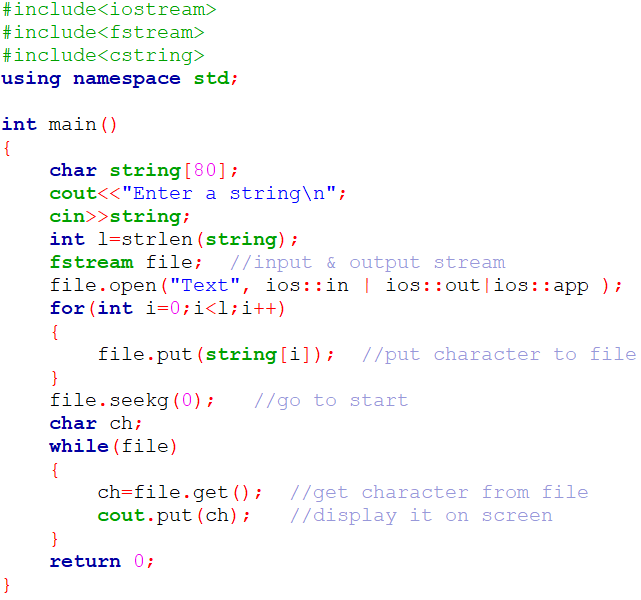 #include<iostream>
#include<fstream>
#include<cstring>
using namespace std;

int main()
{
    char string[80];
    cout<<"Enter a string\n";
    cin>>string;
    int l=strlen(string);
    fstream file;  //input & output stream
    file.open("Text", ios::in | ios::out|ios::app );
    for(int i=0;i<l;i++)
    {
        file.put(string[i]);  //put character to file
    }
    file.seekg(0);   //go to start
    char ch;
    while(file)
    {
        ch=file.get();  //get character from file
        cout.put(ch);   //display it on screen
    }
    return 0;
}